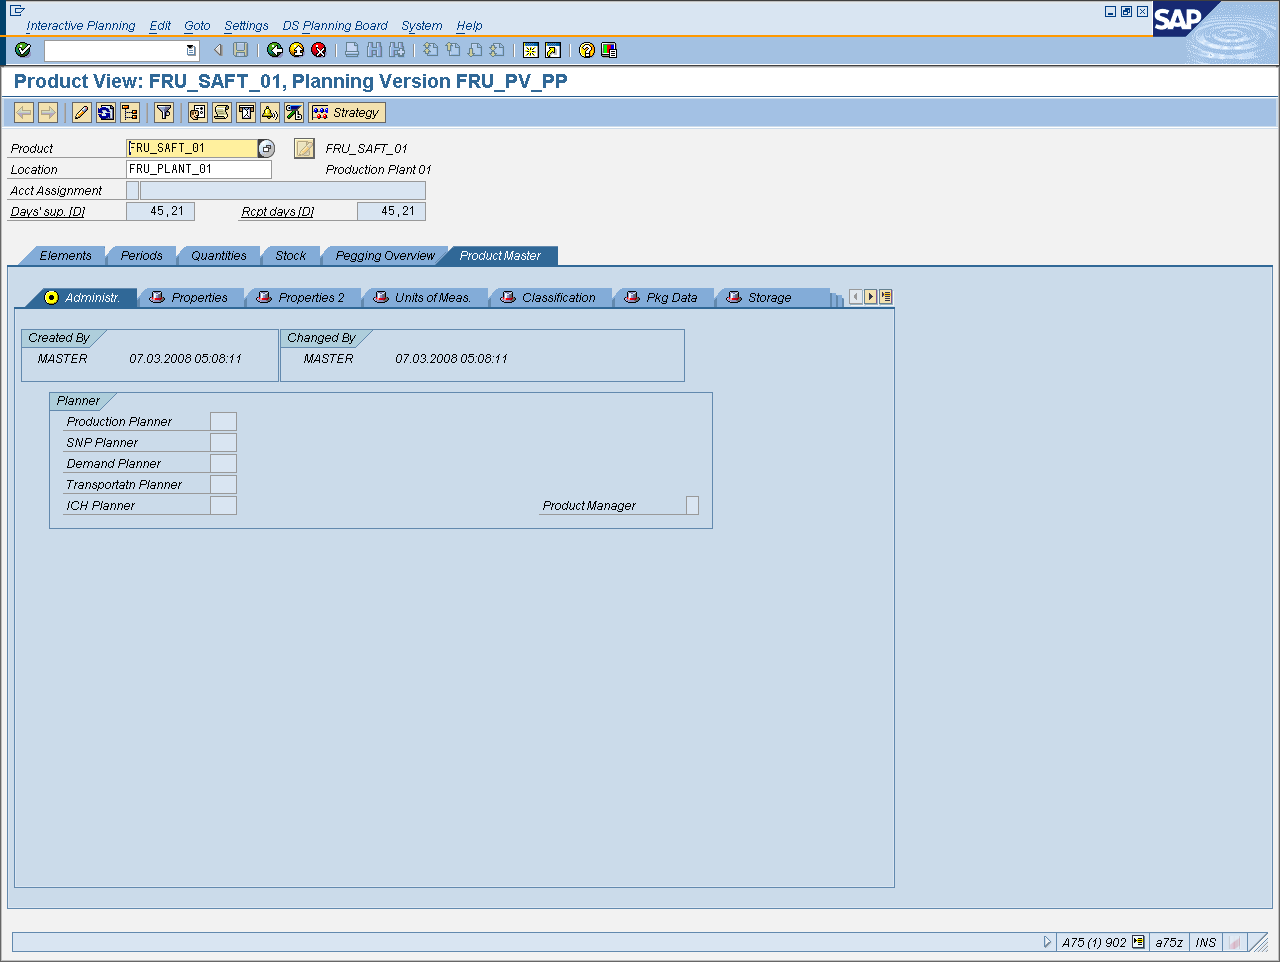 Interactive Planning Edit Goto Settings DS Planning Board System Help
SAP
Product View: FRU_SAFT_01, Planning Version FRU_PV_PP
Strategy
Product FRU_SAFT_01 FRU_SAFT_01
Location FRU_PLANT_01 Production Plant 01
Acct Assignment
Days' sup. [D] 45,21 Rcpt days [D] 45,21
Elements Periods Quantities Stock Pegging Overview Product Master
Administr. Properties Properties 2 Units of Meas. Classification Pkg Data Storage
Created By Changed By
MASTER 07.03.2008 05:08:11 MASTER 07.03.2008 05:08:11
Planner
Production Planner
SNP Planner
Demand Planner
Transportatn Planner
ICH Planner Product Manager
A75 (1) 902 a75z INS